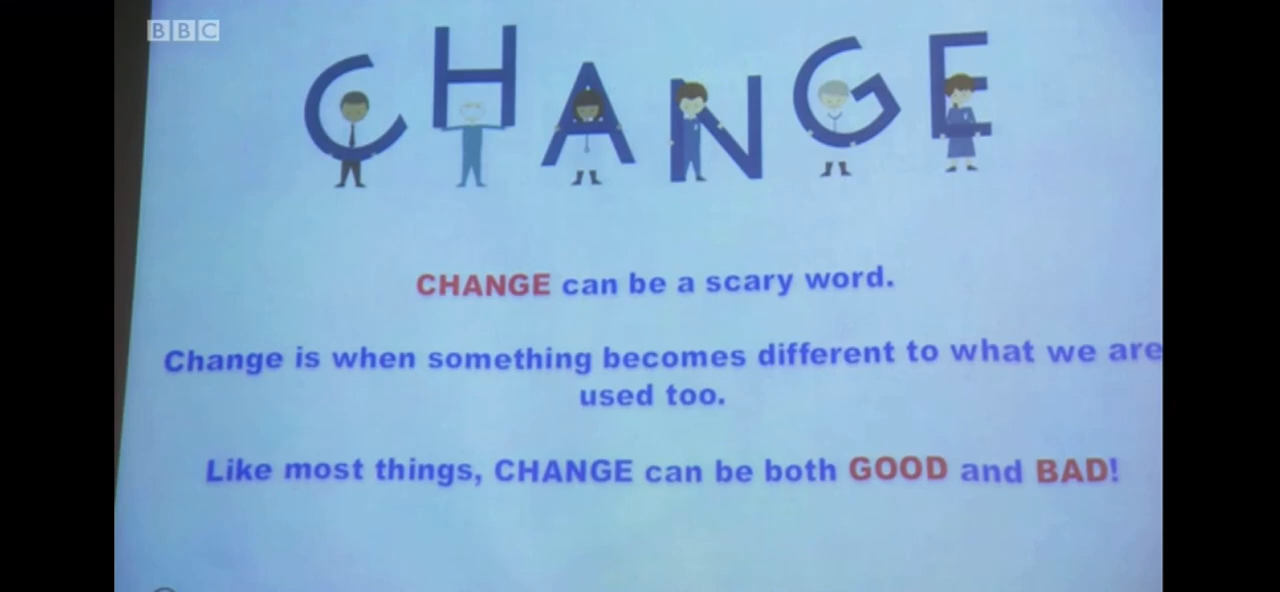 BBC
CHANGE
CHANGE can be a scary word.
Change is when something becomes different to what we are
used too.
Like most things, CHANGE can be both GOOD and BAD!